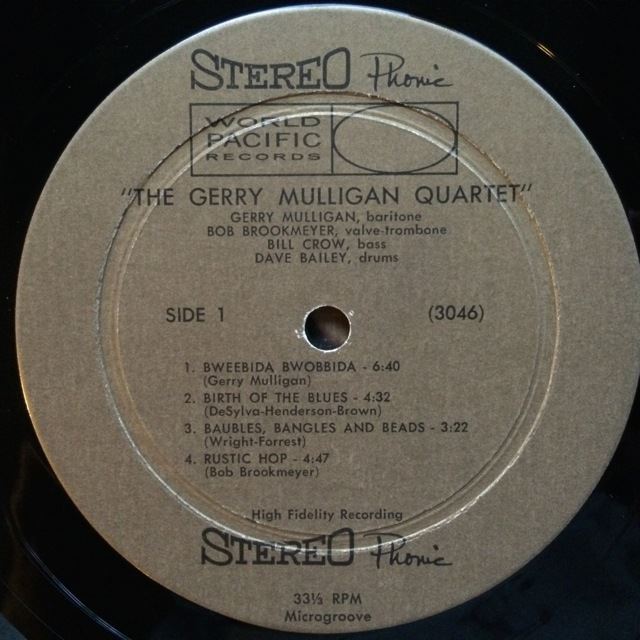 STEREO Phonic
WORLD
PACIFIC
RECORDS
"THE GERRY MULLIGAN QUARTET"
GERRY MULLIGAN, baritone
BOB BROOKMEYER, valve-trombone
BILL CROW, bass
DAVE BAILEY, drums
SIDE 1 (3046)
1. BWEEBIDA BWOBBIDA - 6:40
(Gerry Mulligan)
2. BIRTH OF THE BLUES - 4:32
(DeSylva-Henderson-Brown)
3. BAUBLES, BANGLES AND BEADS - 3:22
(Wright-Forrest)
4. RUSTIC HOP - 4:47
(Bob Brookmeyer)
High Fidelity Recording
STEREO Phonic
33⅓ RPM
Microgroove